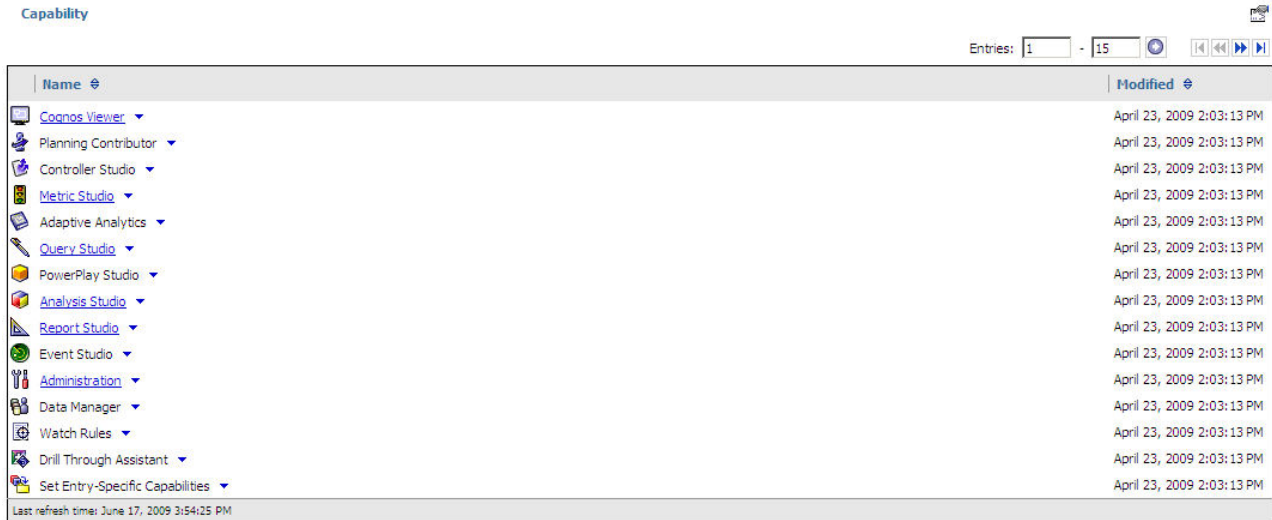 Capability
Entries: 1 - 15
Name Modified
Cognos Viewer April 23, 2009 2:03:13 PM
Planning Contributor April 23, 2009 2:03:13 PM
Controller Studio April 23, 2009 2:03:13 PM
Metric Studio April 23, 2009 2:03:13 PM
Adaptive Analytics April 23, 2009 2:03:13 PM
Query Studio April 23, 2009 2:03:13 PM
PowerPlay Studio April 23, 2009 2:03:13 PM
Analysis Studio April 23, 2009 2:03:13 PM
Report Studio April 23, 2009 2:03:13 PM
Event Studio April 23, 2009 2:03:13 PM
Administration April 23, 2009 2:03:13 PM
Data Manager April 23, 2009 2:03:13 PM
Watch Rules April 23, 2009 2:03:13 PM
Drill Through Assistant April 23, 2009 2:03:13 PM
Set Entry-Specific Capabilities April 23, 2009 2:03:13 PM
Last refresh time: June 17, 2009 3:54:25 PM